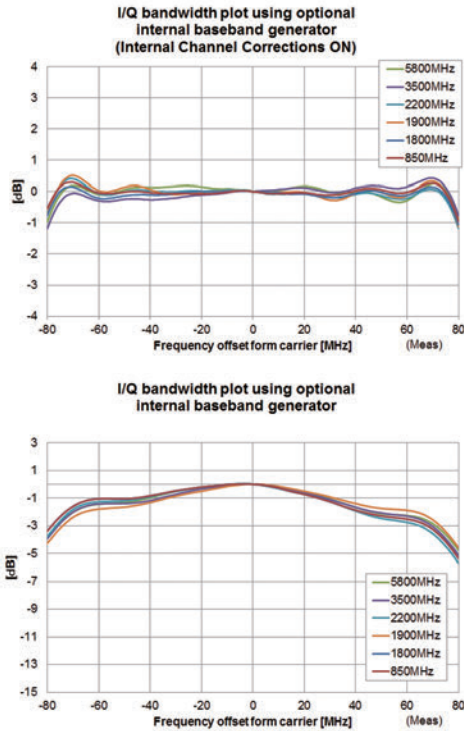 I/Q bandwidth plot using optional
internal baseband generator
(Internal Channel Corrections ON)
4
3
2
1
0
-1
-2
-3
-4
[dB]
5800MHz
3500MHz
2200MHz
1900MHz
1800MHz
850MHz
-80 -60 -40 -20 0 20 40 60 80
Frequency offset form carrier [MHz] (Meas)
I/Q bandwidth plot using optional
internal baseband generator
3
1
-1
-3
-5
-7
-9
-11
-13
-15
[dB]
5800MHz
3500MHz
2200MHz
1900MHz
1800MHz
850MHz
-80 -60 -40 -20 0 20 40 60 80
Frequency offset form carrier [MHz] (Meas)